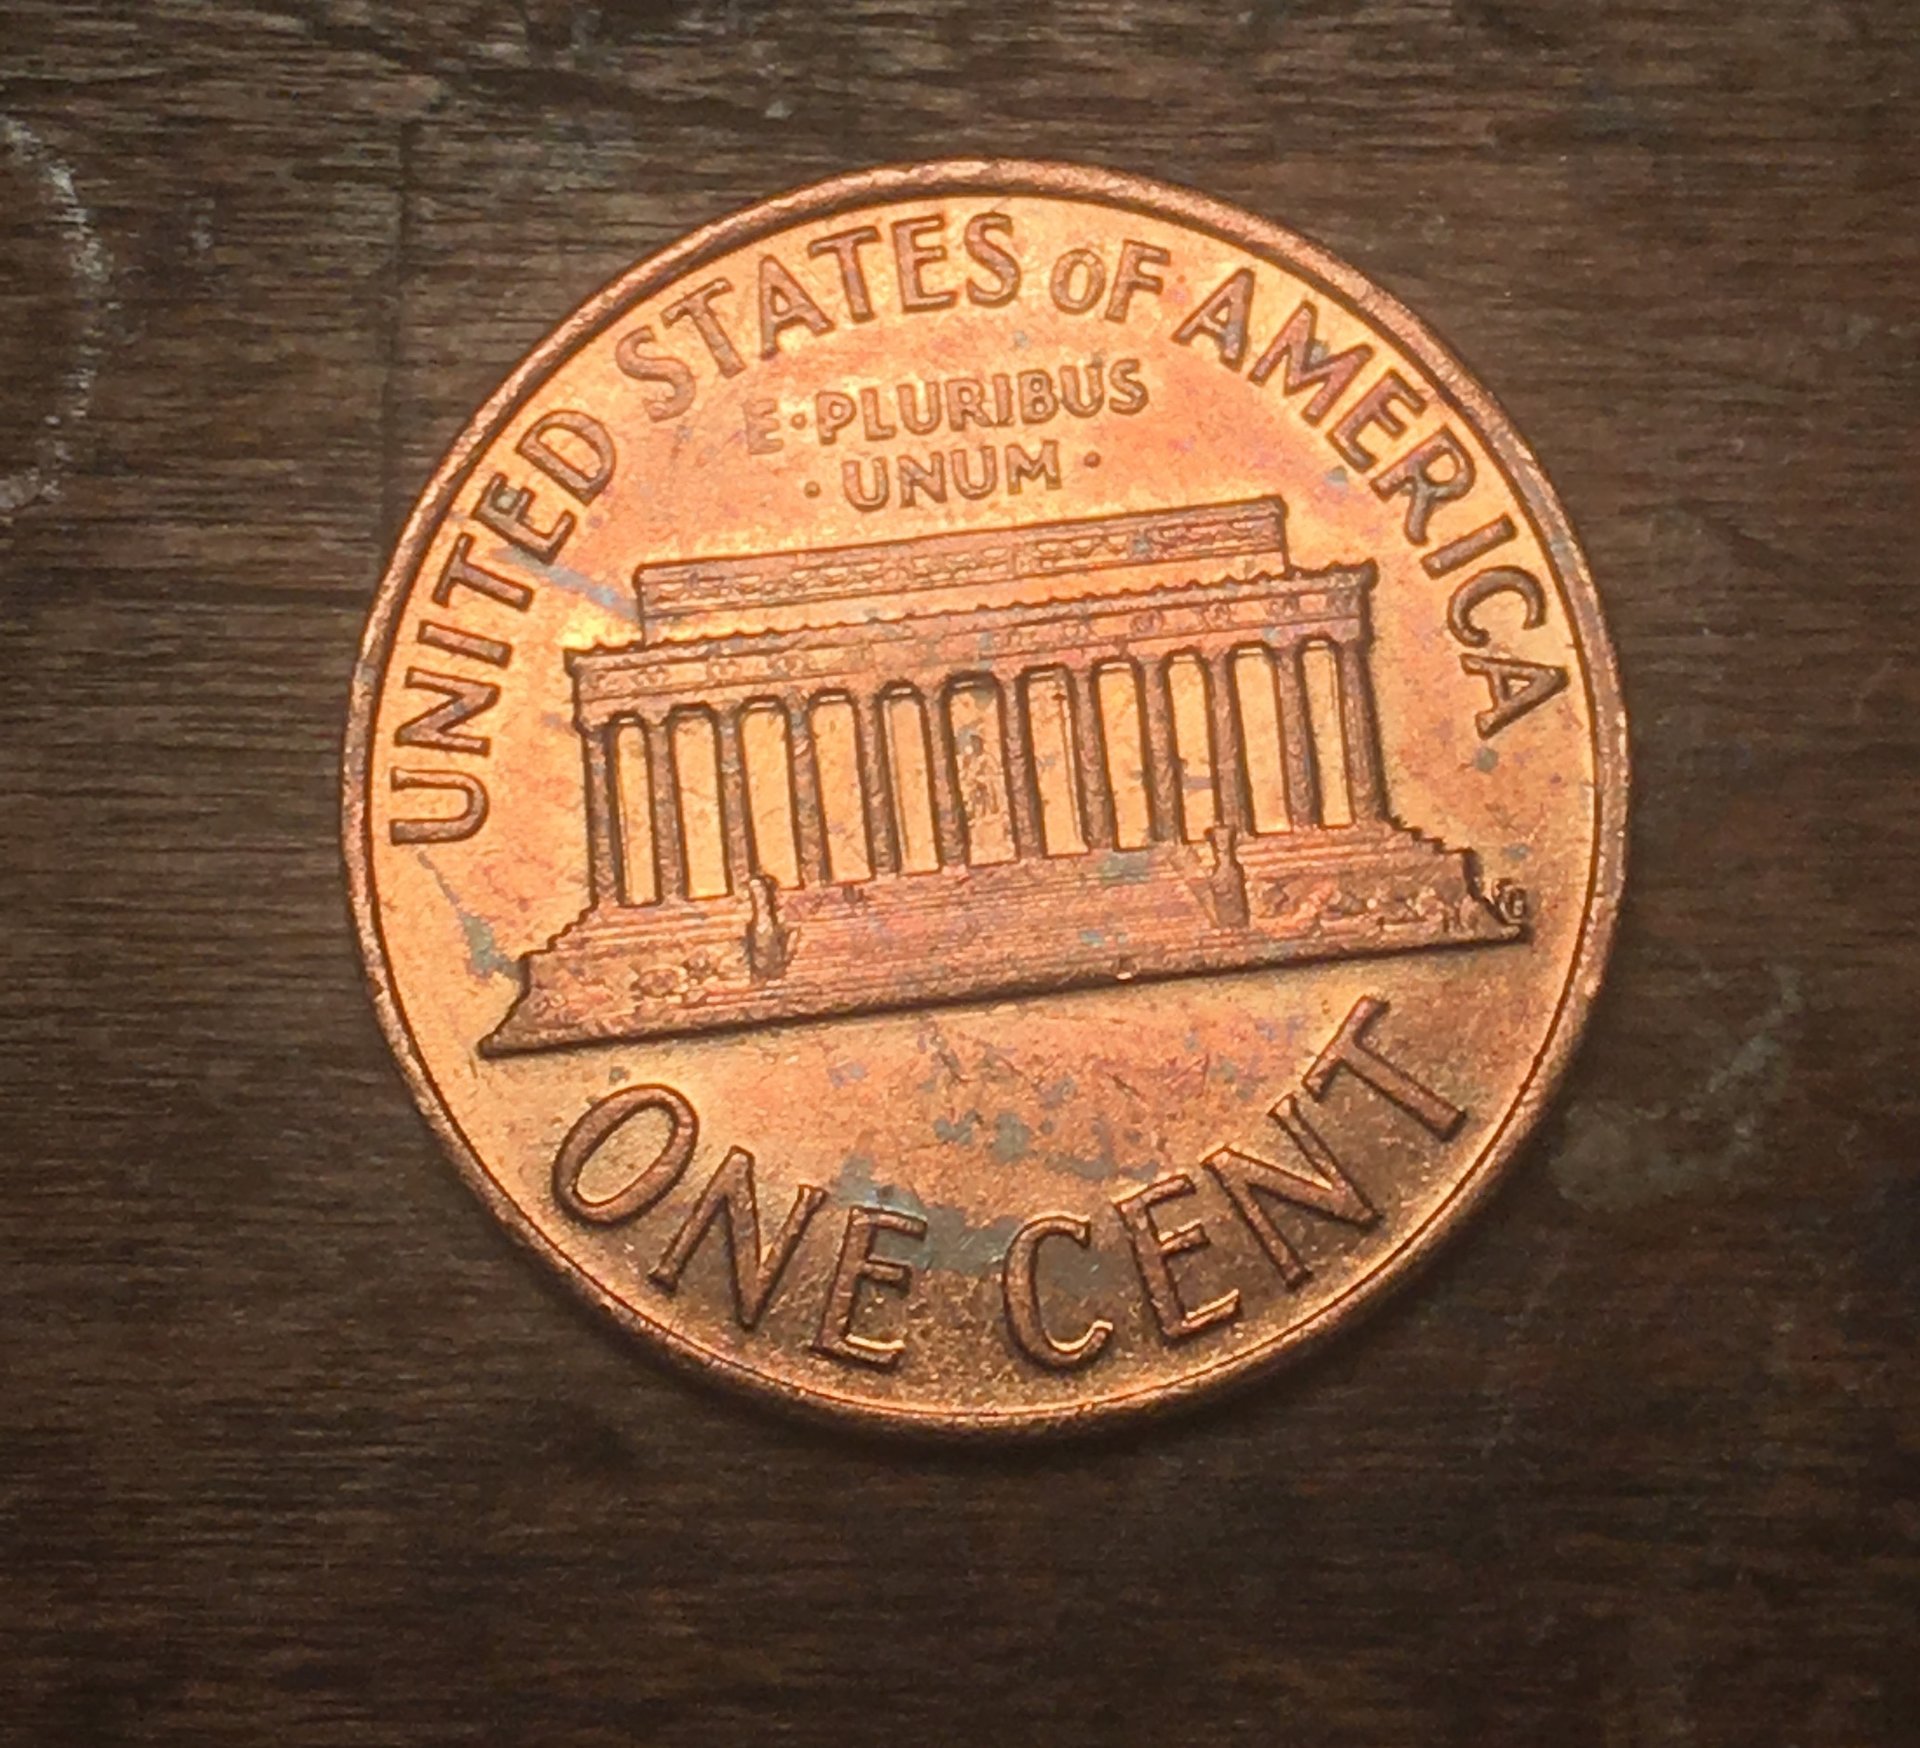 UNITED STATES OF AMERICA
E·PLURIBUS
·UNUM·
ONE CENT